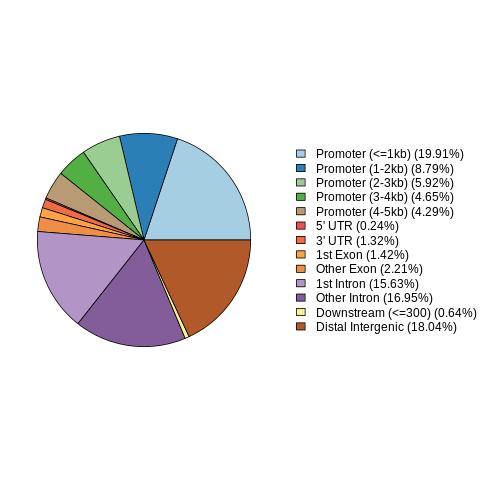 Promoter (<=1kb) (19.91%)
Promoter (1-2kb) (8.79%)
Promoter (2-3kb) (5.92%)
Promoter (3-4kb) (4.65%)
Promoter (4-5kb) (4.29%)
5' UTR (0.24%)
3' UTR (1.32%)
1st Exon (1.42%)
Other Exon (2.21%)
1st Intron (15.63%)
Other Intron (16.95%)
Downstream (<=300) (0.64%)
Distal Intergenic (18.04%)